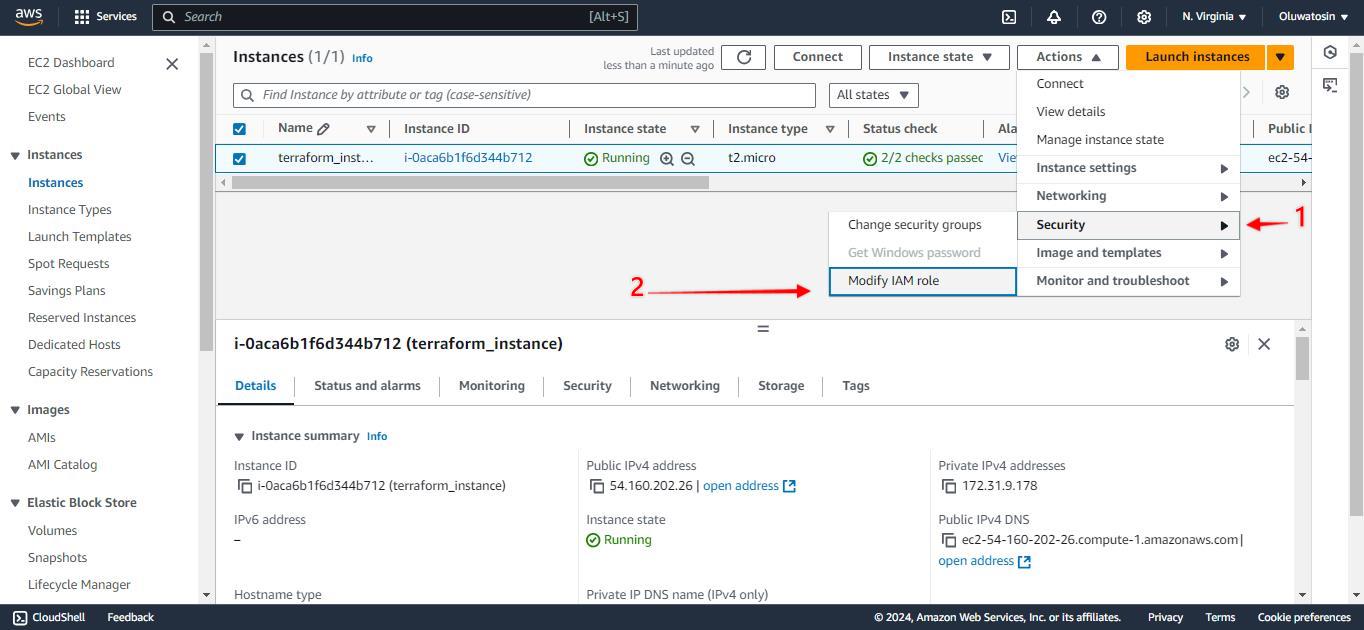 aws
Services
Search
[Alt+S]
N. Virginia
Oluwatosin
EC2 Dashboard
EC2 Global View
Events
Instances
Instances
Instance Types
Launch Templates
Spot Requests
Savings Plans
Reserved Instances
Dedicated Hosts
Capacity Reservations
Images
AMIs
AMI Catalog
Elastic Block Store
Volumes
Snapshots
Lifecycle Manager
Instances (1/1) Info
Last updated
less than a minute ago
Connect
Instance state
Actions
Launch instances
Find Instance by attribute or tag (case-sensitive)
All states
Name
Instance ID
Instance state
Instance type
Status check
Ala
Public I
terraform_inst...
i-0aca6b1f6d344b712
Running
t2.micro
2/2 checks passec
Vie
ec2-54-
Connect
View details
Manage instance state
Instance settings
Networking
Security
Image and templates
Monitor and troubleshoot
1
Change security groups
Get Windows password
Modify IAM role
2
i-0aca6b1f6d344b712 (terraform_instance)
Details
Status and alarms
Monitoring
Security
Networking
Storage
Tags
Instance summary Info
Instance ID
i-0aca6b1f6d344b712 (terraform_instance)
Public IPv4 address
54.160.202.26 | open address
Private IPv4 addresses
172.31.9.178
IPv6 address
–
Instance state
Running
Public IPv4 DNS
ec2-54-160-202-26.compute-1.amazonaws.com |
open address
Hostname type
Private IP DNS name (IPv4 only)
CloudShell
Feedback
© 2024, Amazon Web Services, Inc. or its affiliates.
Privacy
Terms
Cookie preferences